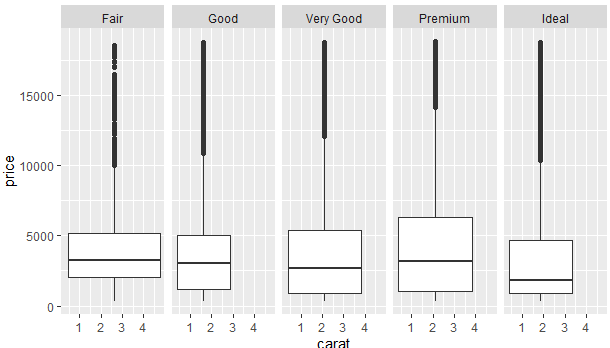 Fair Good Very Good Premium Ideal
15000
10000
5000
0
price
1 2 3 4 1 2 3 4 1 2 3 4 1 2 3 4 1 2 3 4
carat